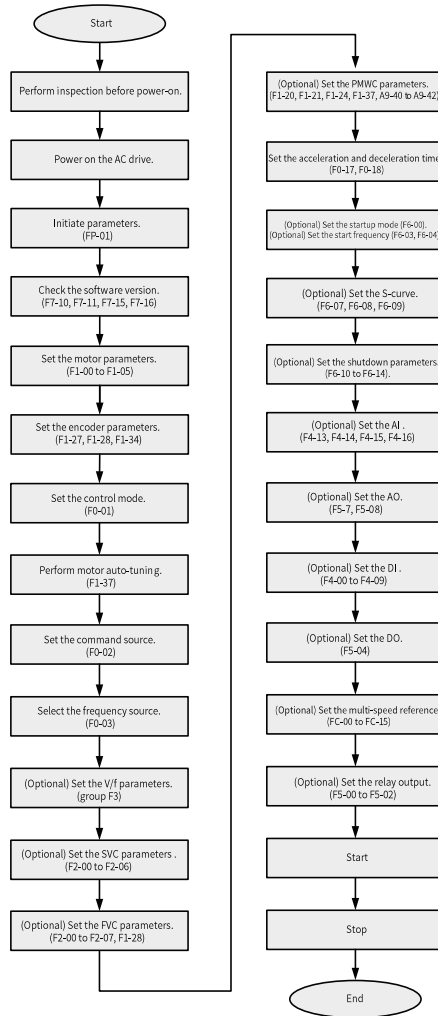 Start
Perform inspection before power-on.
Power on the AC drive.
Initiate parameters.
(FP-01)
Check the software version.
(F7-10, F7-11, F7-15, F7-16)
Set the motor parameters.
(F1-00 to F1-05)
Set the encoder parameters.
(F1-27, F1-28, F1-34)
Set the control mode.
(F0-01)
Perform motor auto-tuning.
(F1-37)
Set the command source.
(F0-02)
Select the frequency source.
(F0-03)
(Optional) Set the V/f parameters.
(group F3)
(Optional) Set the SVC parameters .
(F2-00 to F2-06)
(Optional) Set the FVC parameters.
(F2-00 to F2-07, F1-28)
(Optional) Set the PMWC parameters.
(F1-20, F1-21, F1-24, F1-37, A9-40 to A9-42)
Set the acceleration and deceleration time.
(F0-17, F0-18)
(Optional) Set the startup mode (F6-00).
(Optional) Set the start frequency (F6-03, F6-04)
(Optional) Set the S-curve.
(F6-07, F6-08, F6-09)
(Optional) Set the shutdown parameters.
(F6-10 to F6-14).
(Optional) Set the AI .
(F4-13, F4-14, F4-15, F4-16)
(Optional) Set the AO.
(F5-7, F5-08)
(Optional) Set the DI .
(F4-00 to F4-09)
(Optional) Set the DO.
(F5-04)
(Optional) Set the multi-speed reference.
(FC-00 to FC-15)
(Optional) Set the relay output.
(F5-00 to F5-02)
Start
Stop
End